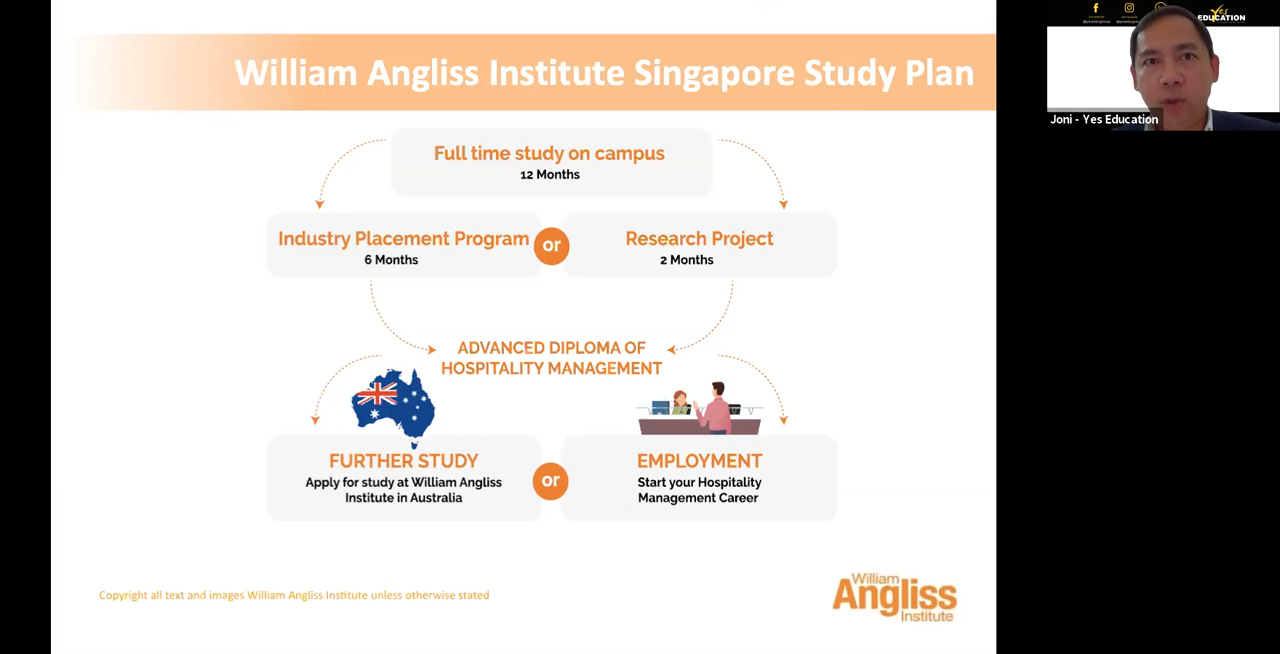 William Angliss Institute Singapore Study Plan
Full time study on campus
12 Months
Industry Placement Program
6 Months
or
Research Project
2 Months
ADVANCED DIPLOMA OF
HOSPITALITY MANAGEMENT
FURTHER STUDY
Apply for study at William Angliss
Institute in Australia
or
EMPLOYMENT
Start your Hospitality
Management Career
Copyright all text and images William Angliss Institute unless otherwise stated
William
Angliss
Institute
Yes
EDUCATION
Joni - Yes Education